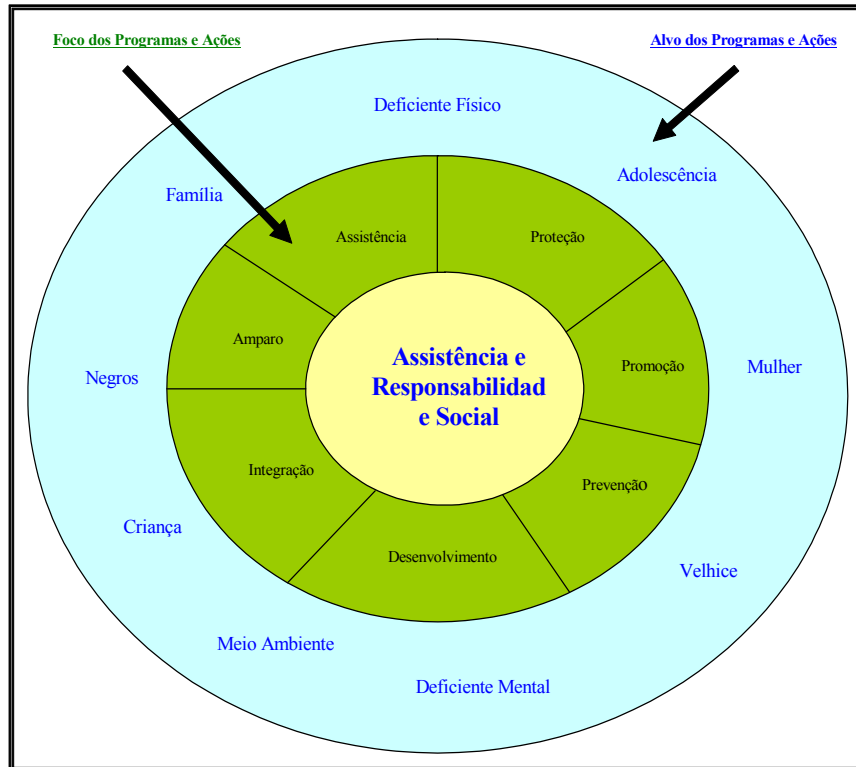 Foco dos Programas e Ações
Alvo dos Programas e Ações
Deficiente Físico
Adolescência
Família
Assistência
Proteção
Amparo
Promoção
Mulher
Negros
Assistência e
Responsabilidad
e Social
Integração
Prevenção
Criança
Desenvolvimento
Velhice
Meio Ambiente
Deficiente Mental